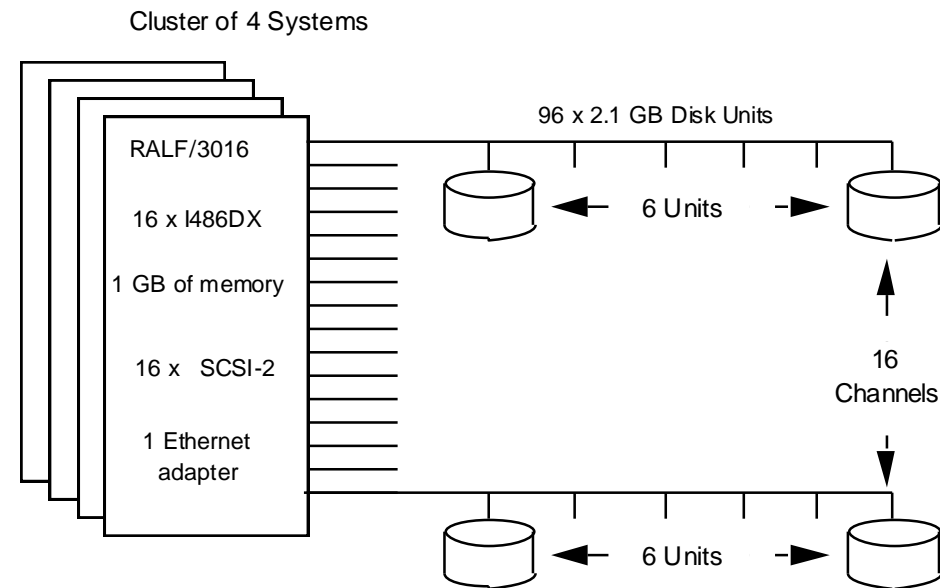 Cluster of 4 Systems
96 x 2.1 GB Disk Units
RALF/3016
16 x I486DX
6 Units
1 GB of memory
16 x SCSI-2
16
Channels
1 Ethernet
adapter
6 Units